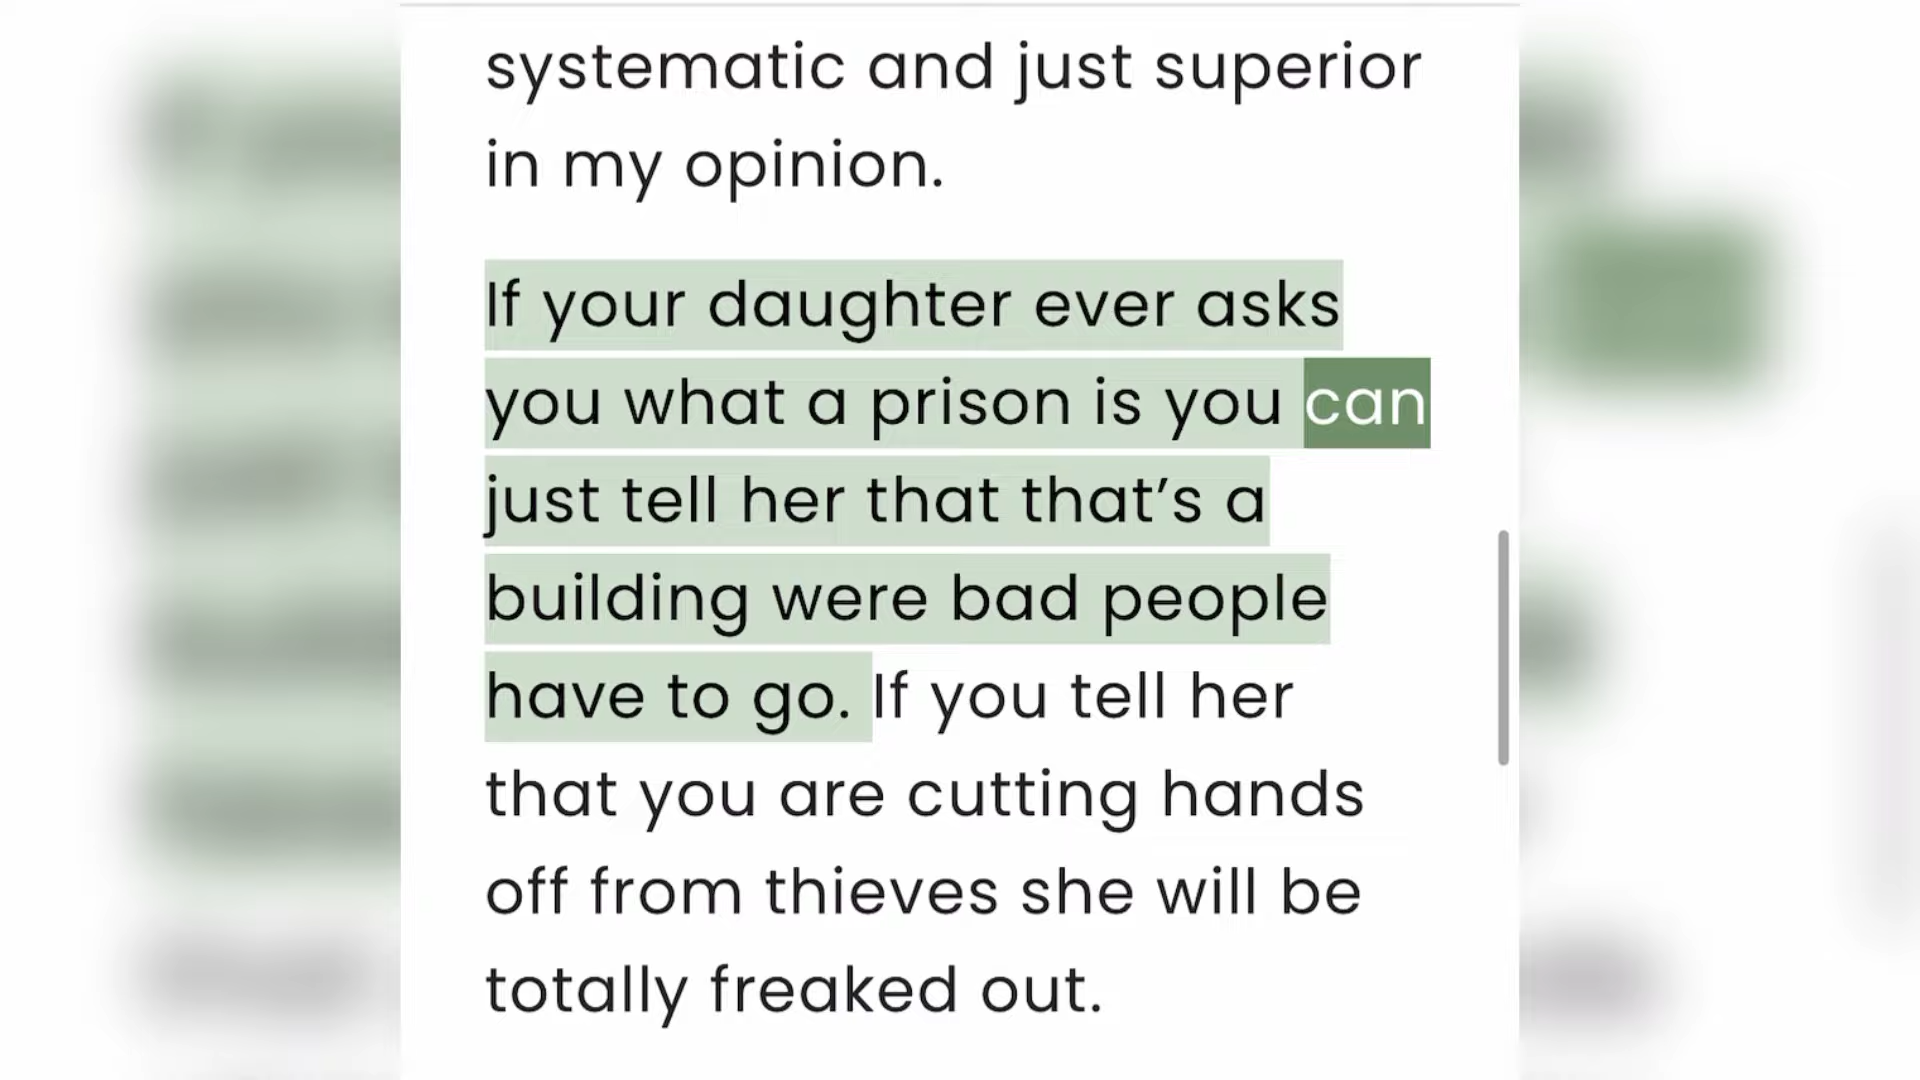 systematic and just superior
in my opinion.
If your daughter ever asks
you what a prison is you can
just tell her that that’s a
building were bad people
have to go. If you tell her
that you are cutting hands
off from thieves she will be
totally freaked out.